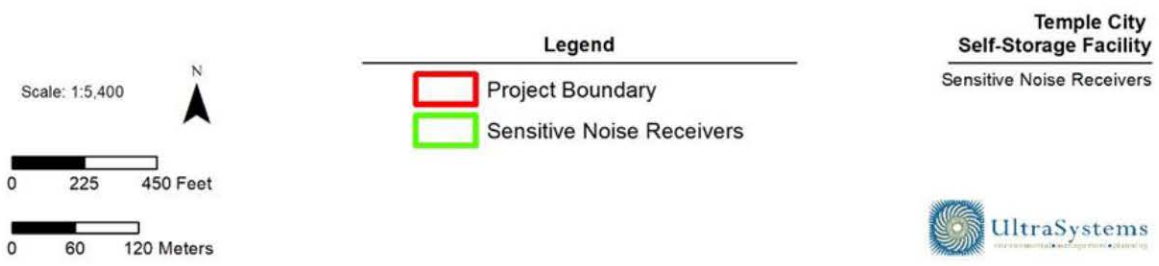 Scale: 1:5,400
N
0 225 450 Feet
0 60 120 Meters
Legend
Project Boundary
Sensitive Noise Receivers
Temple City
Self-Storage Facility
Sensitive Noise Receivers
UltraSystems